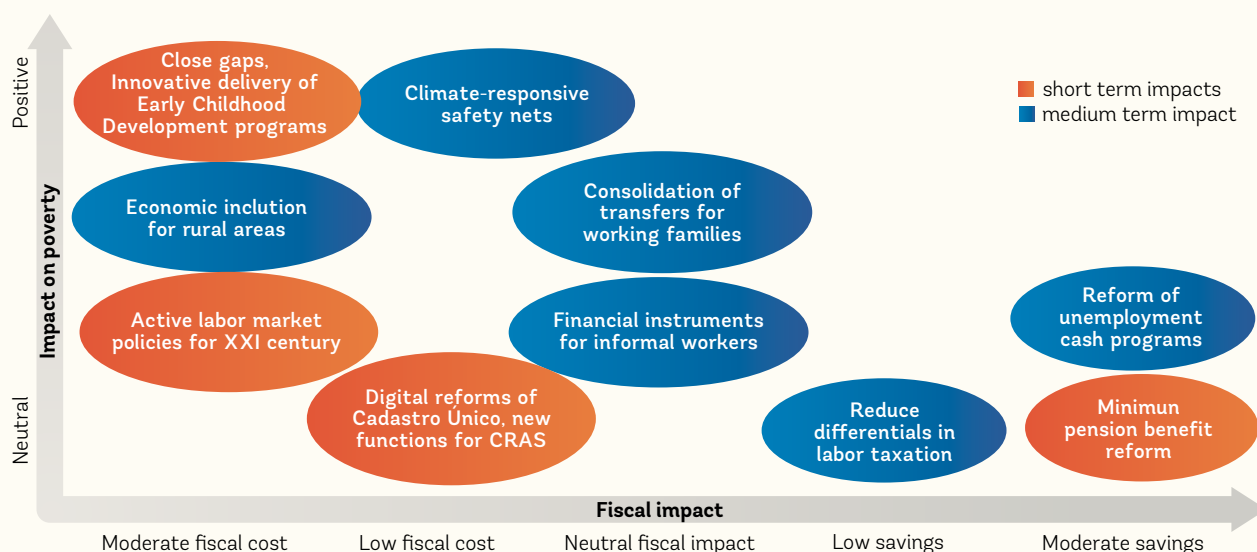 Positive
Impact on poverty
Neutral
Close gaps,
Innovative delivery of
Early Childhood
Development programs
Climate-responsive
safety nets
short term impacts
medium term impact
Economic inclution
for rural areas
Consolidation of
transfers for
working families
Active labor market
policies for XXI century
Financial instruments
for informal workers
Reform of
unemployment
cash programs
Digital reforms of
Cadastro Único, new
functions for CRAS
Reduce
differentials in
labor taxation
Minimun
pension benefit
reform
Fiscal impact
Moderate fiscal cost
Low fiscal cost
Neutral fiscal impact
Low savings
Moderate savings